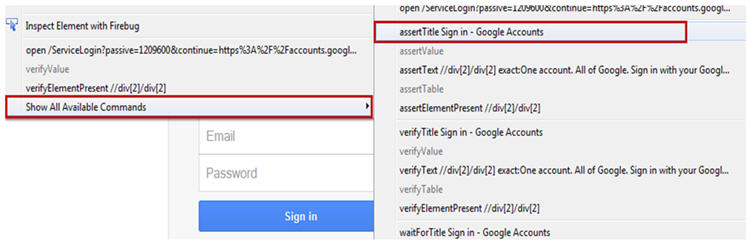 Inspect Element with Firebug
open /ServiceLogin?passive=1209600&continue=https%3A%2F%2Faccounts.googl...
verifyValue
verifyElementPresent //div[2]/div[2]
Show All Available Commands
Email
Password
Sign in
open /ServiceLogin?passive=1209600&continue=https%3A%2F%2Faccounts.googl...
assertTitle Sign in - Google Accounts
assertValue
assertText //div[2]/div[2] exact:One account. All of Google. Sign in with your Googl...
assertTable
assertElementPresent //div[2]/div[2]
verifyTitle Sign in - Google Accounts
verifyValue
verifyText //div[2]/div[2] exact:One account. All of Google. Sign in with your Googl...
verifyTable
verifyElementPresent //div[2]/div[2]
waitForTitle Sign in - Google Accounts